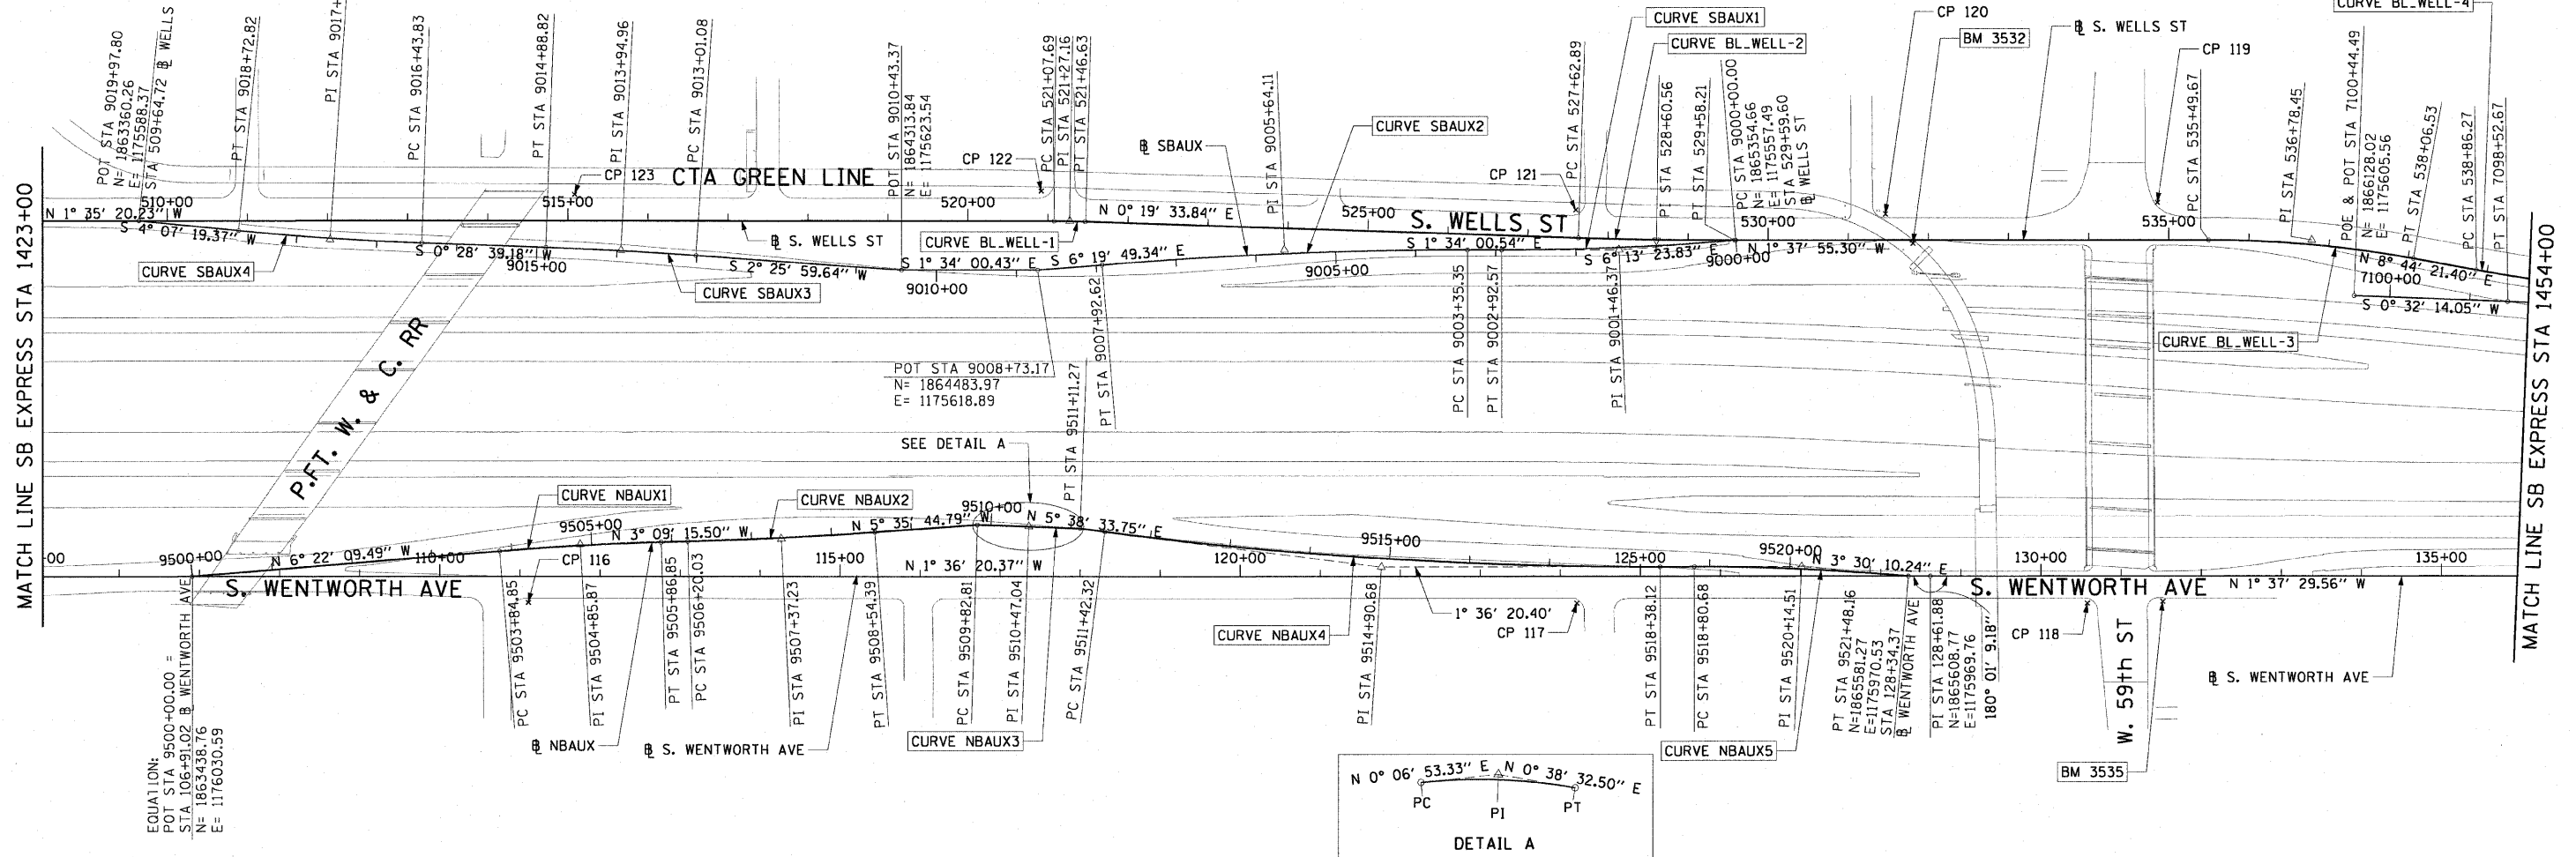 MATCH LINE SB EXPRESS STA 1423+00
POT STA 9019+97.80
N= 1863360.26
E= 1175588.37
STA 509+64.72 ⅊ WELLS
PT STA 9018+72.82
PI STA 9017+
PC STA 9016+43.83
PT STA 9014+88.82
PI STA 9013+94.96
PC STA 9013+01.08
POT STA 9010+43.37
N= 1864313.84
E= 1175623.54
PC STA 521+07.69
PI STA 521+27.16
PT STA 521+46.63
PI STA 9005+64.11
PC STA 527+62.89
PI STA 528+60.56
PT STA 529+58.21
PC STA 9000+00.00
N= 1865354.66
E= 1175557.49
STA 529+59.60
⅊ WELLS ST
PC STA 535+49.67
PI STA 536+78.45
POE & POT STA 7100+44.49
N= 1866128.02
E= 1175605.56
PT STA 538+06.53
PC STA 538+86.27
PT STA 7098+52.67
CURVE SBAUX1
CURVE BL_WELL-2
CP 120
BM 3532
⅊ S. WELLS ST
CP 119
CURVE BL_WELL-4
CURVE SBAUX2
⅊ SBAUX
CP 121
CP 122
CP 123
CTA GREEN LINE
510+00
515+00
520+00
525+00
530+00
535+00
N 1° 35' 20.23" W
N 0° 19' 33.84" E
S. WELLS ST
S 4° 07' 19.37" W
S 0° 28' 39.18" W
9015+00
S 2° 25' 59.64" W
⅊ S. WELLS ST
CURVE BL_WELL-1
S 1° 34' 00.43" E
S 6° 19' 49.34" E
S 1° 34' 00.54" E
S 6° 13' 23.83" E
9000+00
N 1° 37' 55.30" W
N 8° 44' 21.40" E
7100+00
S 0° 32' 14.05" W
CURVE SBAUX4
CURVE SBAUX3
9010+00
9005+00
CURVE BL_WELL-3
PT STA 9007+92.62
PC STA 9003+35.35
PT STA 9002+92.57
PI STA 9001+46.37
POT STA 9008+73.17
N= 1864483.97
E= 1175618.89
P.FT. W. & C. RR
SEE DETAIL A
PT STA 9511+11.27
CURVE NBAUX1
CURVE NBAUX2
9500+00
9505+00
9510+00
9515+00
9520+00
N 6° 22' 09.49" W
N 3° 09' 15.50" W
N 5° 35' 44.79" W
N 5° 38' 33.75" E
N 3° 30' 10.24" E
+00
110+00
115+00
120+00
125+00
130+00
135+00
CP 116
N 1° 36' 20.37" W
S. WENTWORTH AVE
S. WENTWORTH AVE
N 1° 37' 29.56" W
1° 36' 20.40'
CP 117
CP 118
CURVE NBAUX4
CURVE NBAUX3
CURVE NBAUX5
PC STA 9503+84.85
PI STA 9504+85.87
PT STA 9505+86.85
PC STA 9506+20.03
PI STA 9507+37.23
PT STA 9508+54.39
PC STA 9509+82.81
PI STA 9510+47.04
PC STA 9511+42.32
PI STA 9514+90.68
PT STA 9518+38.12
PC STA 9518+80.68
PI STA 9520+14.51
PT STA 9521+48.16
N=1865581.27
E=1175970.53
STA 128+34.37
⅊ WENTWORTH AVE
PI STA 128+61.88
N=1865608.77
E=1175969.76
180° 01' 9.18"
W. 59th ST
⅊ S. WENTWORTH AVE
BM 3535
⅊ NBAUX
⅊ S. WENTWORTH AVE
EQUATION:
POT STA 9500+00.00 =
STA 106+91.02 ⅊ WENTWORTH AVE
N= 1863438.76
E= 1176030.59
N 0° 06' 53.33" E
N 0° 38' 32.50" E
PC
PI
PT
DETAIL A
MATCH LINE SB EXPRESS STA 1454+00